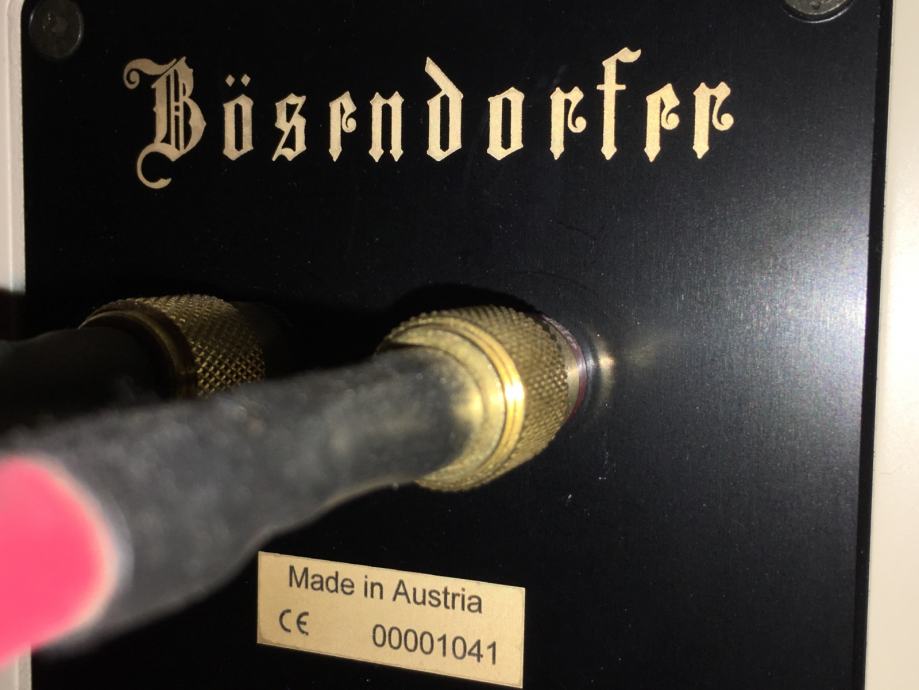 Bösendorfer
Made in Austria
CE 00001041